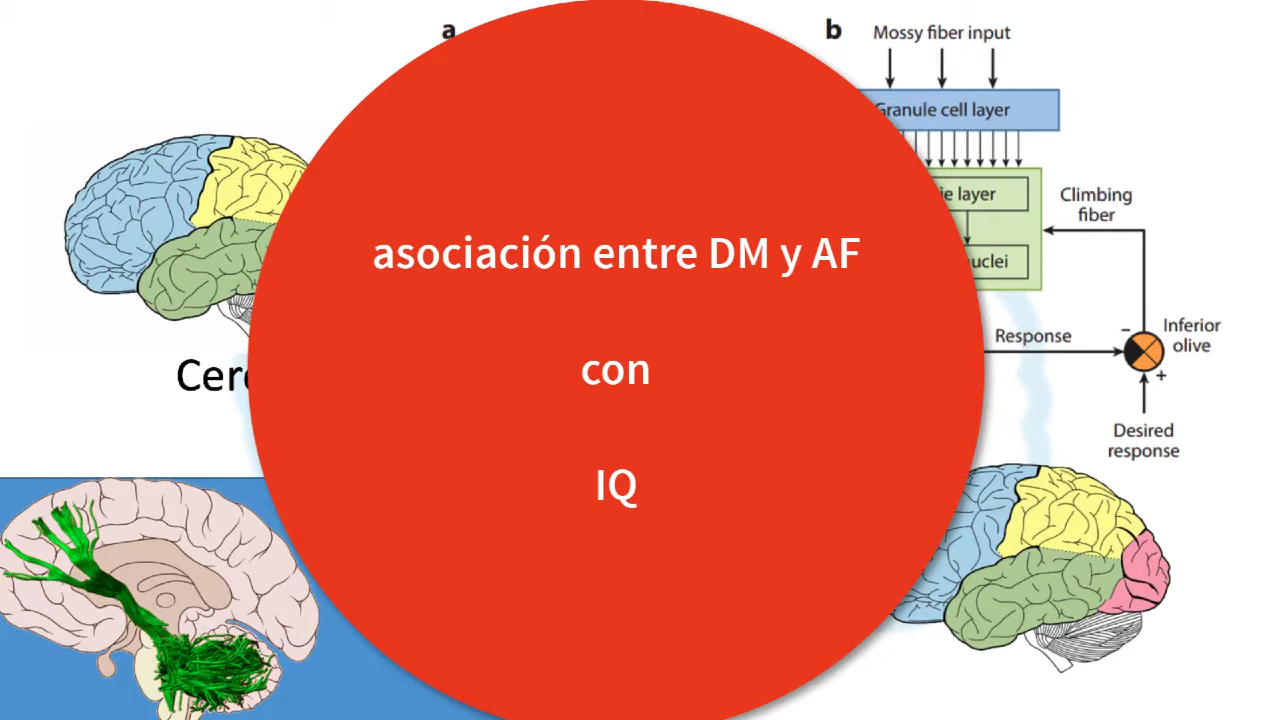 a
b
Mossy fiber input
Granule cell layer
layer
Climbing
fiber
asociación entre DM y AF
Response
Inferior
olive
−
+
con
Desired
response
IQ